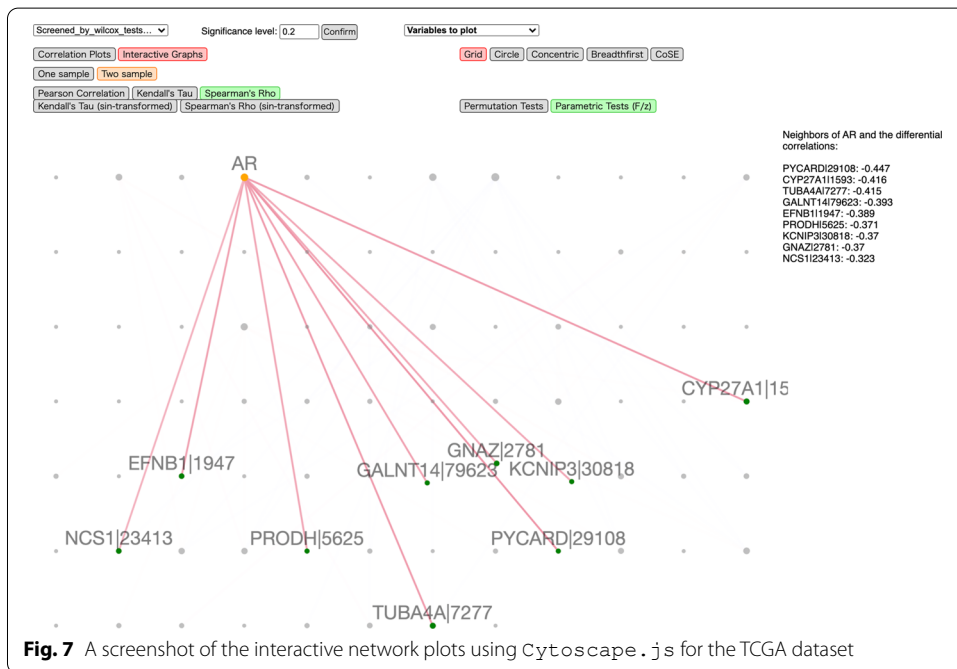 Screened_by_wilcox_tests... Significance level: 0.2 Confirm Variables to plot
Correlation Plots Interactive Graphs Grid Circle Concentric Breadthfirst CoSE
One sample Two sample
Pearson Correlation Kendall's Tau Spearman's Rho
Kendall's Tau (sin-transformed) Spearman's Rho (sin-transformed) Permutation Tests Parametric Tests (F/z)
Neighbors of AR and the differential
correlations:
PYCARD|29108: -0.447
CYP27A1|1593: -0.416
TUBA4A|7277: -0.415
GALNT14|79623: -0.393
EFNB1|1947: -0.389
PRODH|5625: -0.371
KCNIP3|30818: -0.37
GNAZ|2781: -0.37
NCS1|23413: -0.323
AR
CYP27A1|15
GNAZ|2781
EFNB1|1947
GALNT14|79623
KCNIP3|30818
NCS1|23413
PRODH|5625
PYCARD|29108
TUBA4A|7277
Fig. 7 A screenshot of the interactive network plots using Cytoscape.js for the TCGA dataset